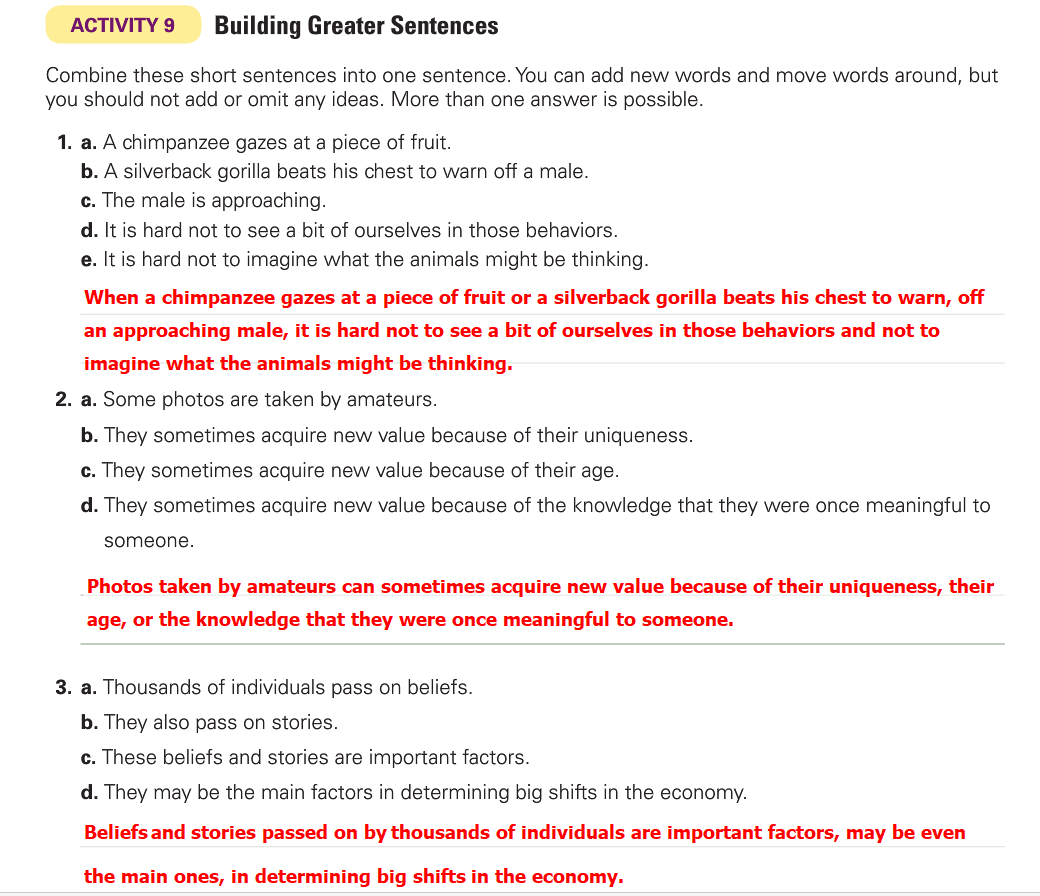 ACTIVITY 9 Building Greater Sentences
Combine these short sentences into one sentence. You can add new words and move words around, but
you should not add or omit any ideas. More than one answer is possible.
1. a. A chimpanzee gazes at a piece of fruit.
b. A silverback gorilla beats his chest to warn off a male.
c. The male is approaching.
d. It is hard not to see a bit of ourselves in those behaviors.
e. It is hard not to imagine what the animals might be thinking.
When a chimpanzee gazes at a piece of fruit or a silverback gorilla beats his chest to warn, off
an approaching male, it is hard not to see a bit of ourselves in those behaviors and not to
imagine what the animals might be thinking.
2. a. Some photos are taken by amateurs.
b. They sometimes acquire new value because of their uniqueness.
c. They sometimes acquire new value because of their age.
d. They sometimes acquire new value because of the knowledge that they were once meaningful to
someone.
Photos taken by amateurs can sometimes acquire new value because of their uniqueness, their
age, or the knowledge that they were once meaningful to someone.
3. a. Thousands of individuals pass on beliefs.
b. They also pass on stories.
c. These beliefs and stories are important factors.
d. They may be the main factors in determining big shifts in the economy.
Beliefs and stories passed on by thousands of individuals are important factors, may be even
the main ones, in determining big shifts in the economy.